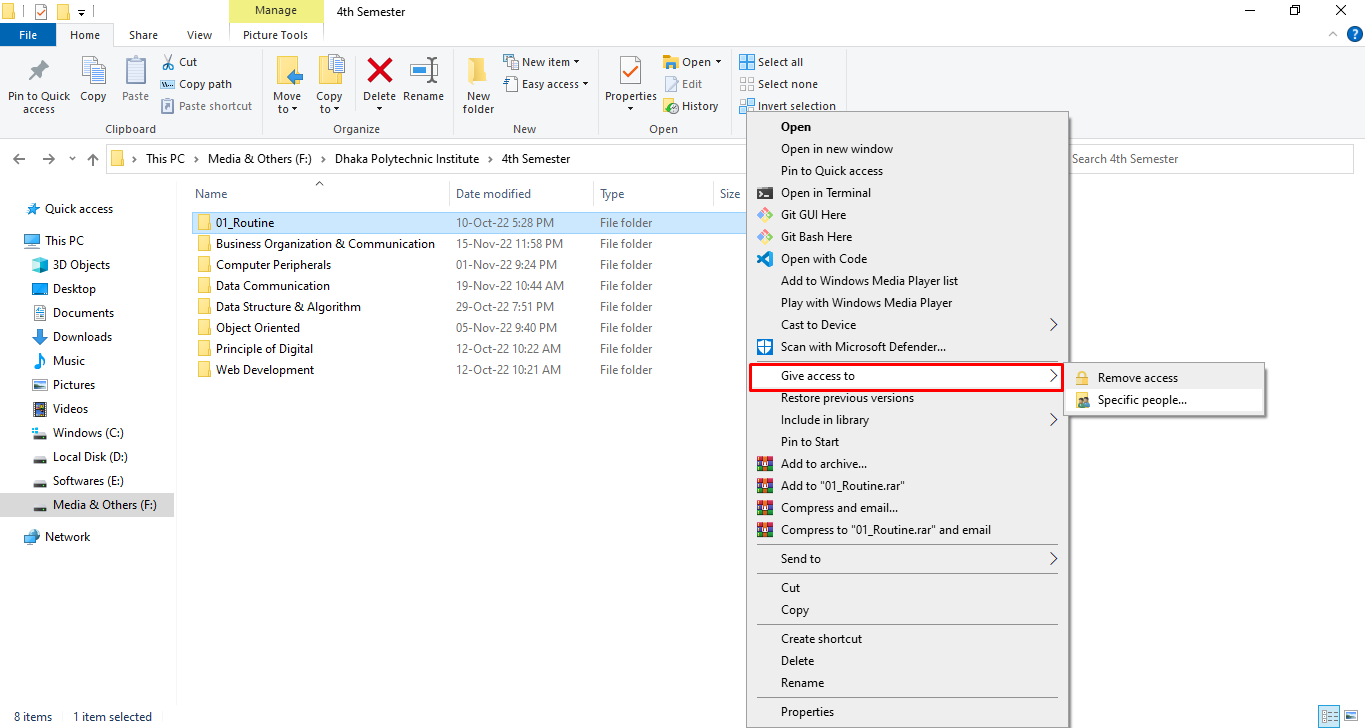 Manage
4th Semester
File
Home
Share
View
Picture Tools
Pin to Quick access
Copy
Paste
Cut
Copy path
Paste shortcut
Clipboard
Move to
Copy to
Delete
Rename
Organize
New folder
New item
Easy access
New
Properties
Open
Edit
History
Open
Select all
Select none
Invert selection
This PC > Media & Others (F:) > Dhaka Polytechnic Institute > 4th Semester
Search 4th Semester
Quick access
This PC
3D Objects
Desktop
Documents
Downloads
Music
Pictures
Videos
Windows (C:)
Local Disk (D:)
Softwares (E:)
Media & Others (F:)
Network
Name Date modified Type Size
01_Routine 10-Oct-22 5:28 PM File folder
Business Organization & Communication 15-Nov-22 11:58 PM File folder
Computer Peripherals 01-Nov-22 9:24 PM File folder
Data Communication 19-Nov-22 10:44 AM File folder
Data Structure & Algorithm 29-Oct-22 7:51 PM File folder
Object Oriented 05-Nov-22 9:40 PM File folder
Principle of Digital 12-Oct-22 10:22 AM File folder
Web Development 12-Oct-22 10:21 AM File folder
Open
Open in new window
Pin to Quick access
Open in Terminal
Git GUI Here
Git Bash Here
Open with Code
Add to Windows Media Player list
Play with Windows Media Player
Cast to Device
Scan with Microsoft Defender...
Give access to
Restore previous versions
Include in library
Pin to Start
Add to archive...
Add to "01_Routine.rar"
Compress and email...
Compress to "01_Routine.rar" and email
Send to
Cut
Copy
Create shortcut
Delete
Rename
Properties
Remove access
Specific people...
8 items 1 item selected